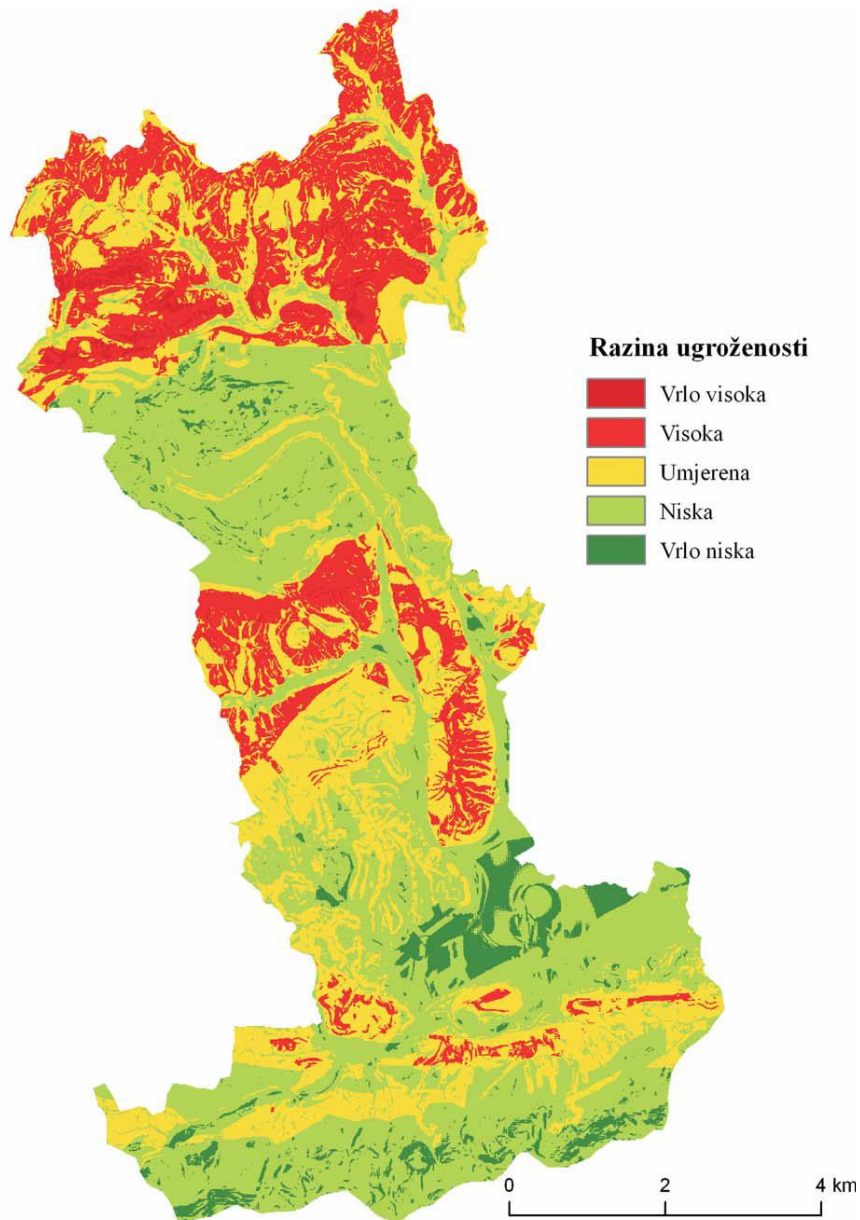 Razina ugroženosti
Vrlo visoka
Visoka
Umjerena
Niska
Vrlo niska
0 2 4 km